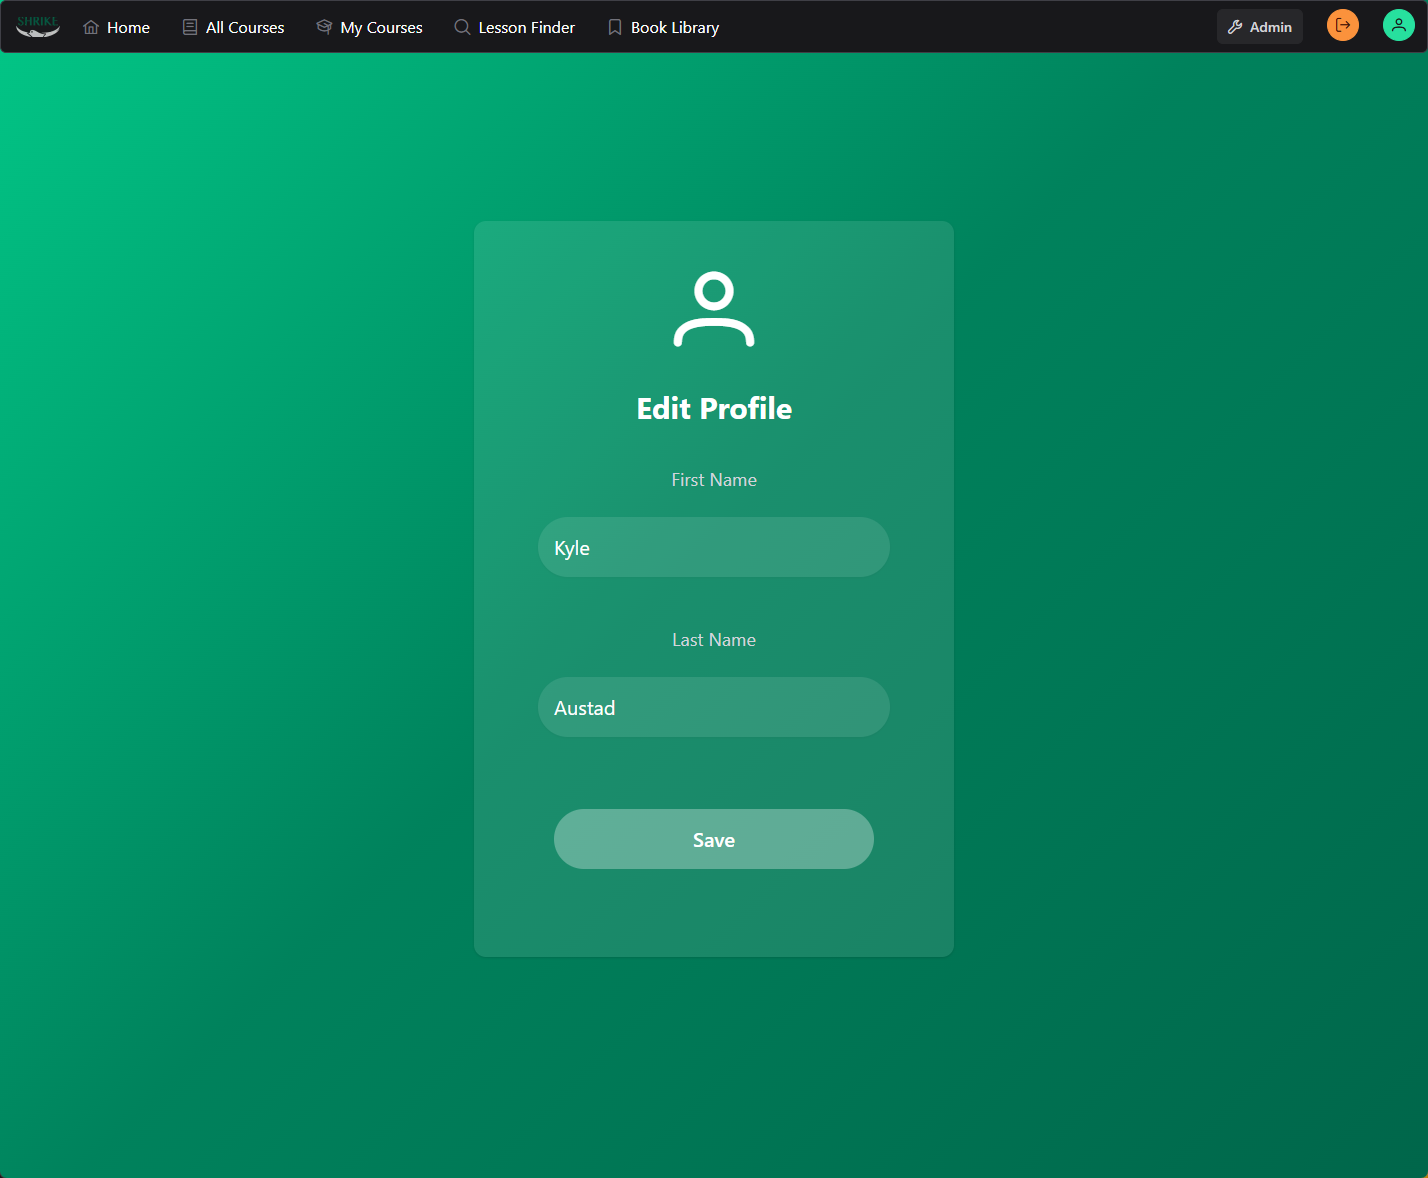 SHRIKE
Home
All Courses
My Courses
Lesson Finder
Book Library
Admin
Edit Profile
First Name
Kyle
Last Name
Austad
Save